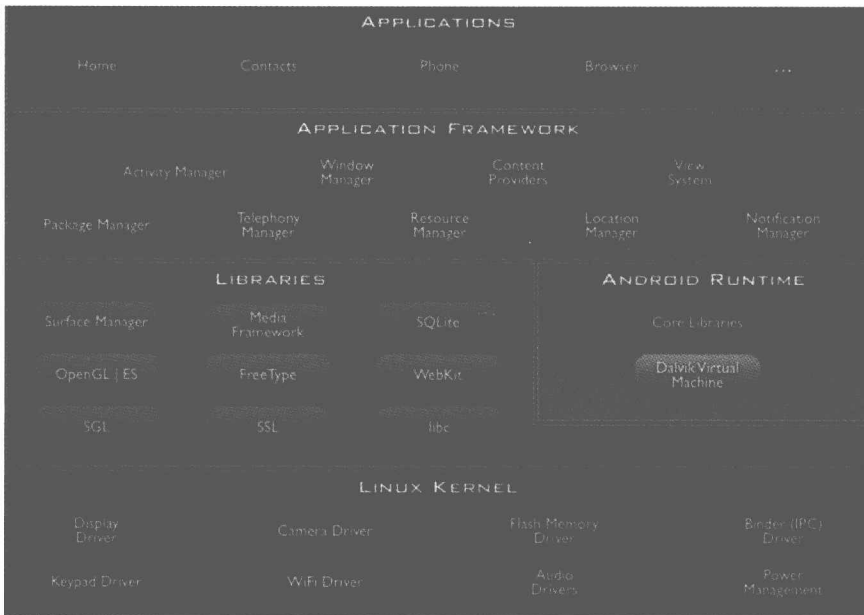 APPLICATIONS
Home Contacts Phone Browser ...
APPLICATION FRAMEWORK
Activity Manager Window Manager Content Providers View System
Package Manager Telephony Manager Resource Manager Location Manager Notification Manager
LIBRARIES
Surface Manager Media Framework SQLite ...
OpenGL | ES FreeType WebKit
SGL SSL libc
ANDROID RUNTIME
Core Libraries
Dalvik Virtual Machine
LINUX KERNEL
Display Driver Camera Driver Flash Memory Driver Binder (IPC) Driver
Keypad Driver WiFi Driver Audio Drivers Power Management